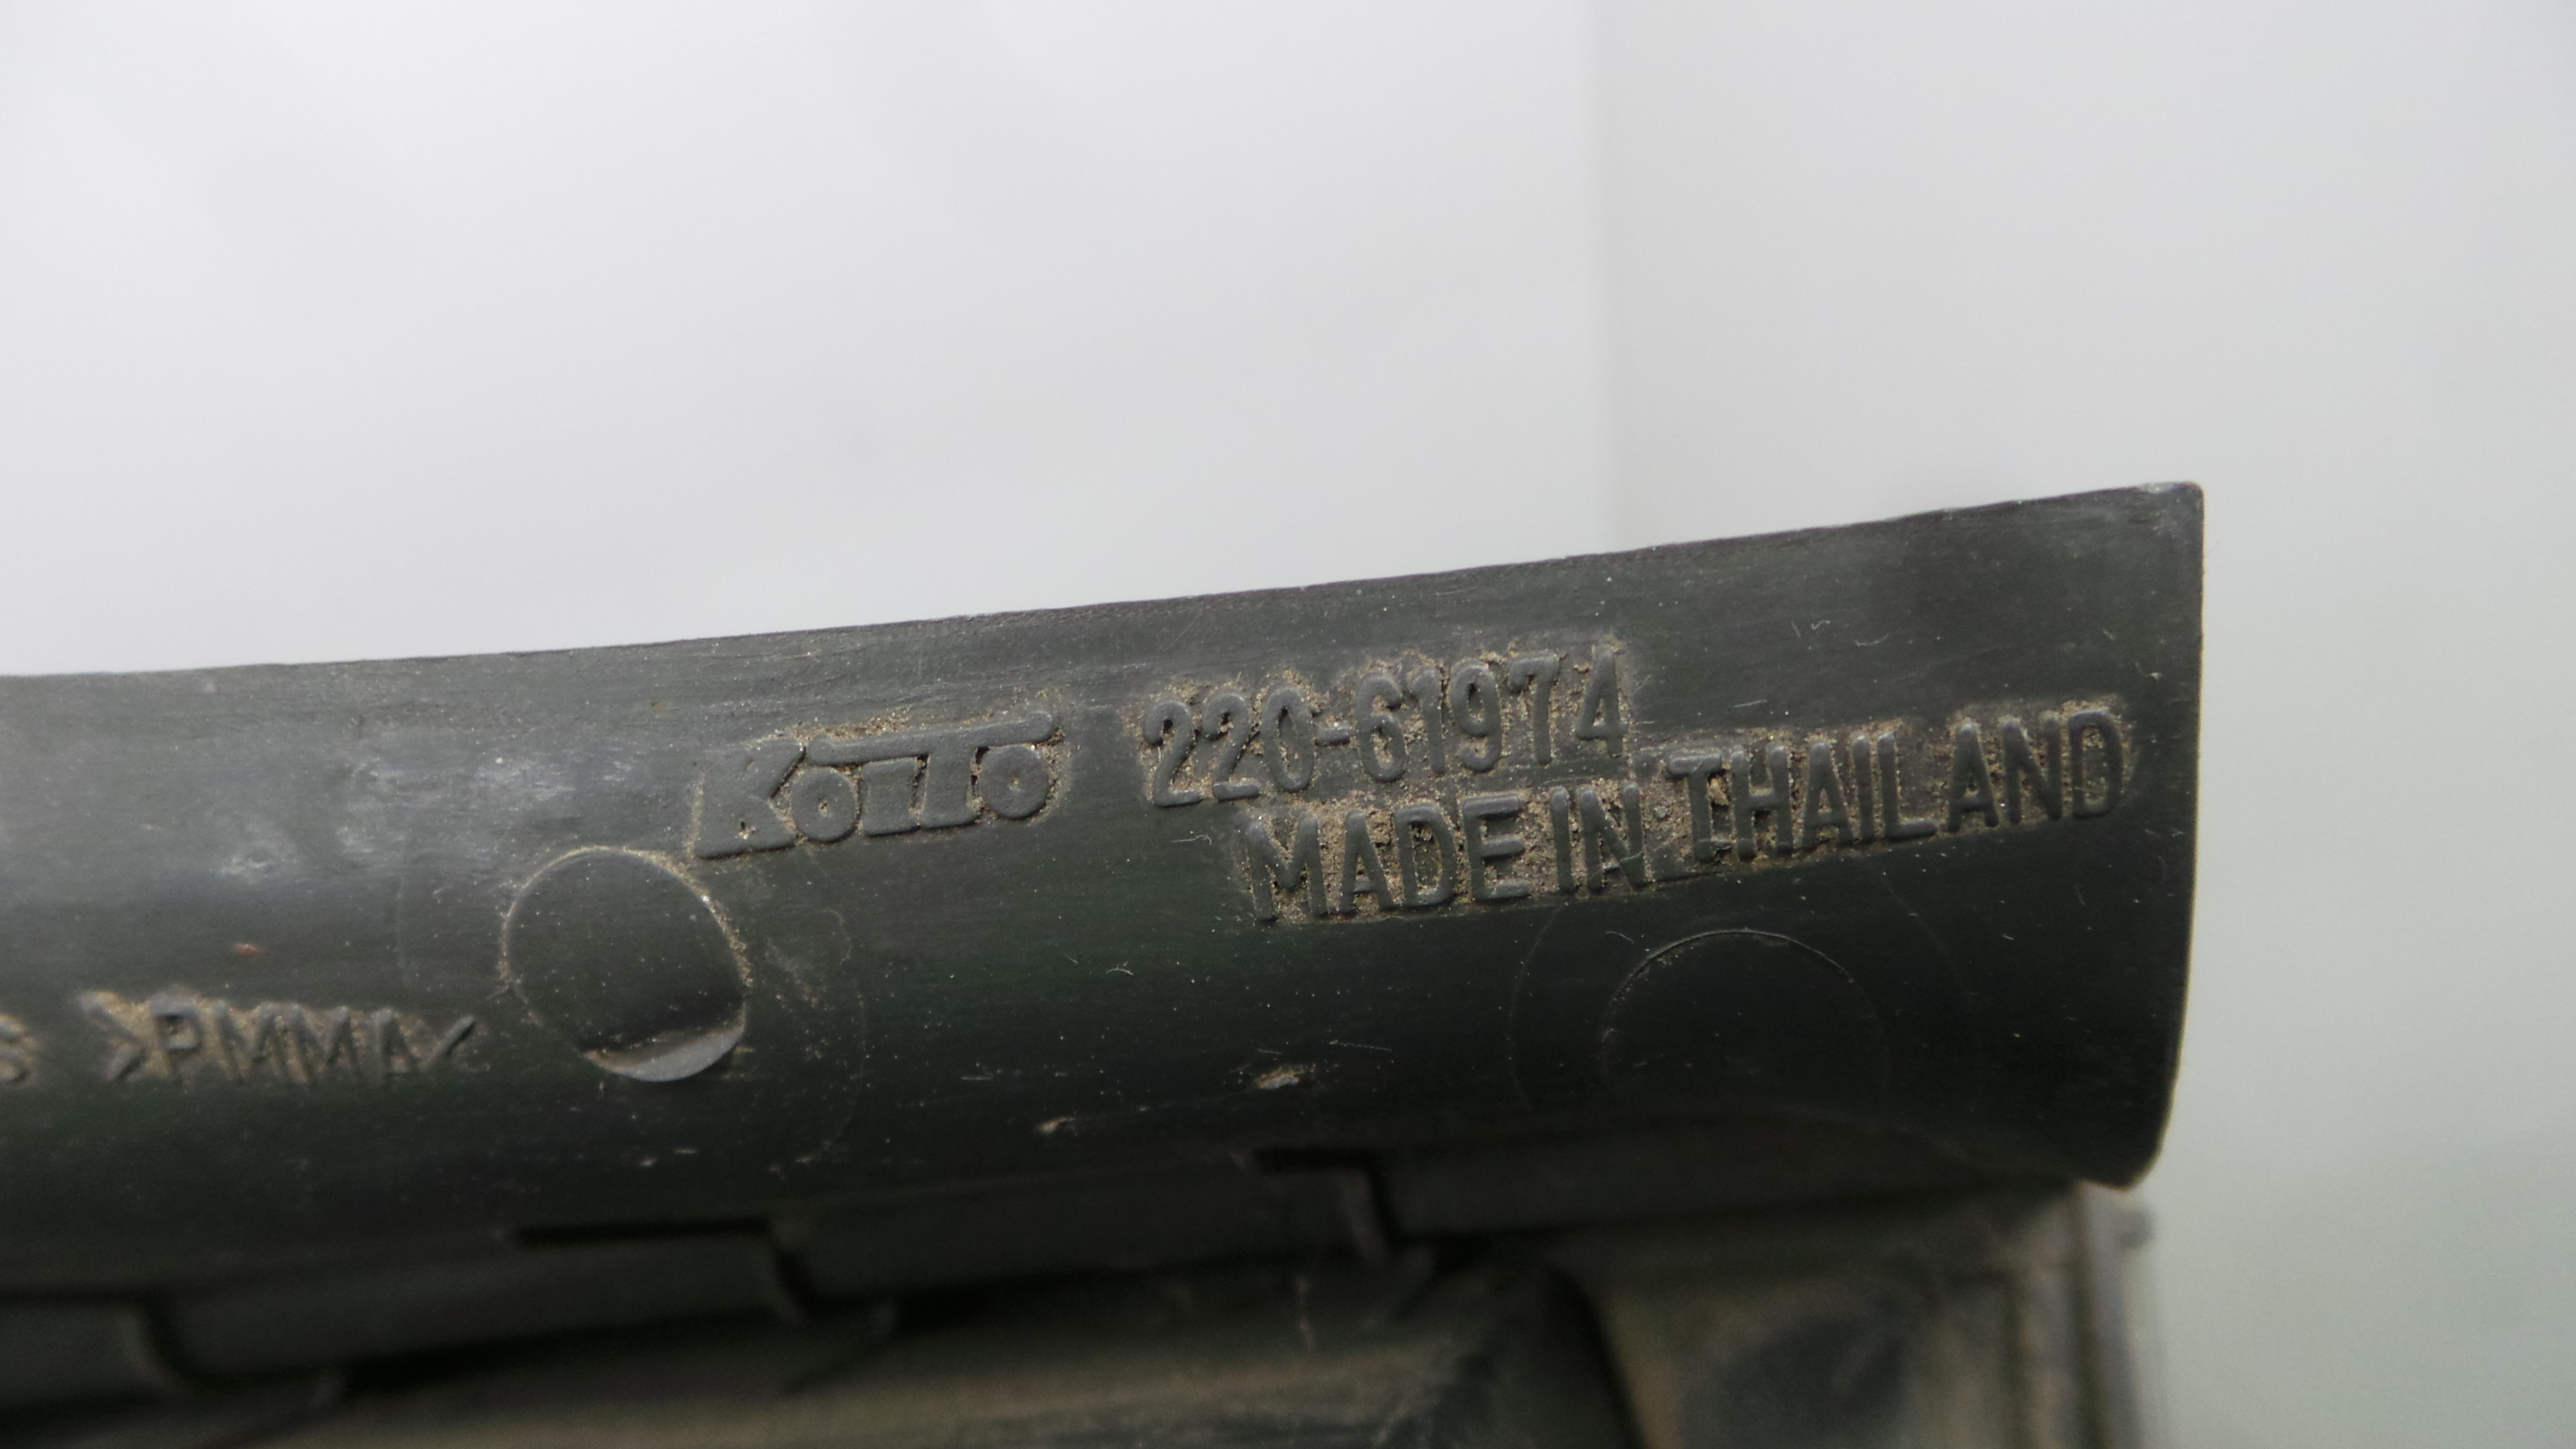 KOITO 220-61974
MADE IN THAILAND
S >PMMA<